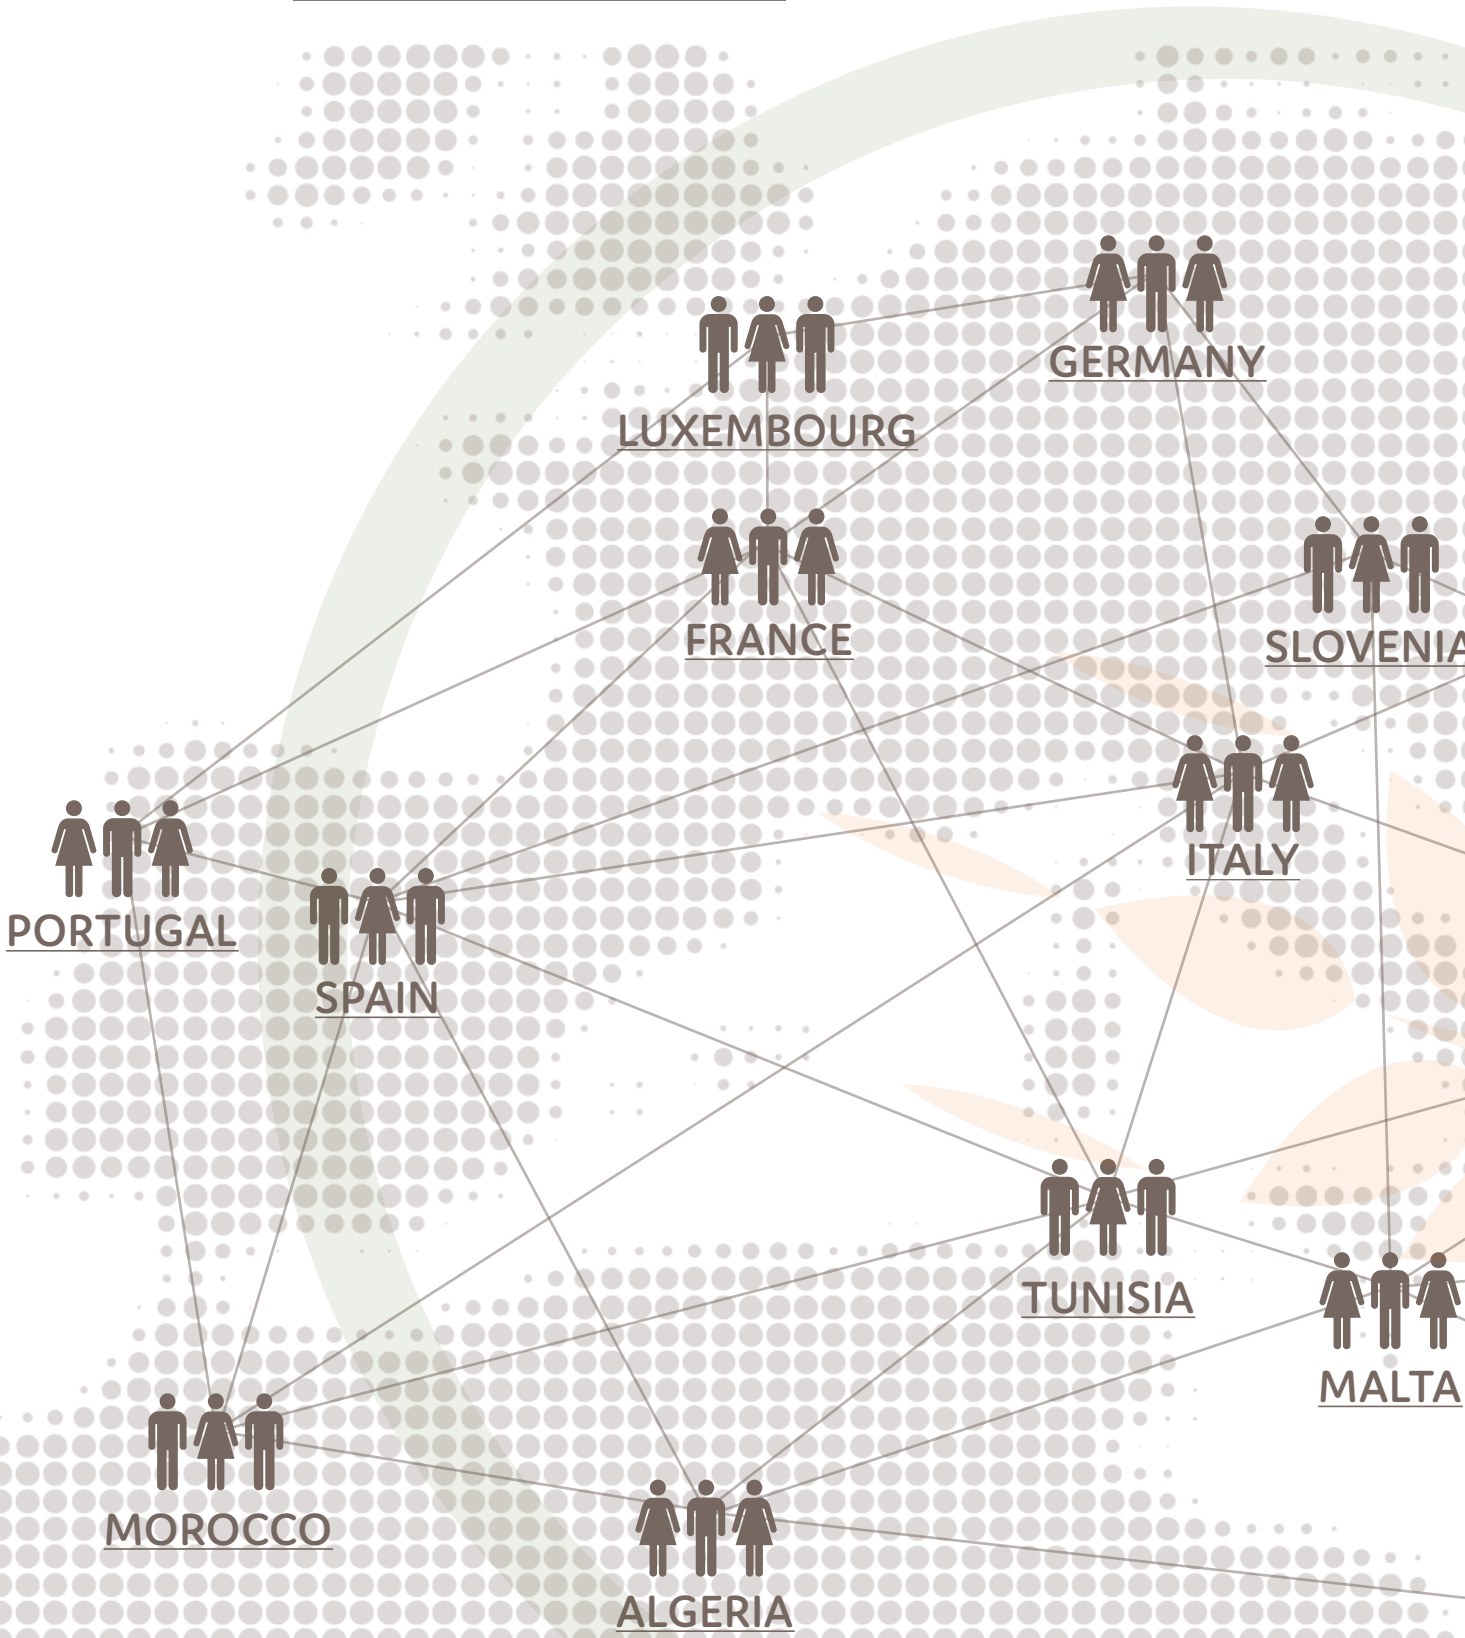 GERMANY
LUXEMBOURG
FRANCE
SLOVENIA
ITALY
PORTUGAL
SPAIN
TUNISIA
MALTA
MOROCCO
ALGERIA